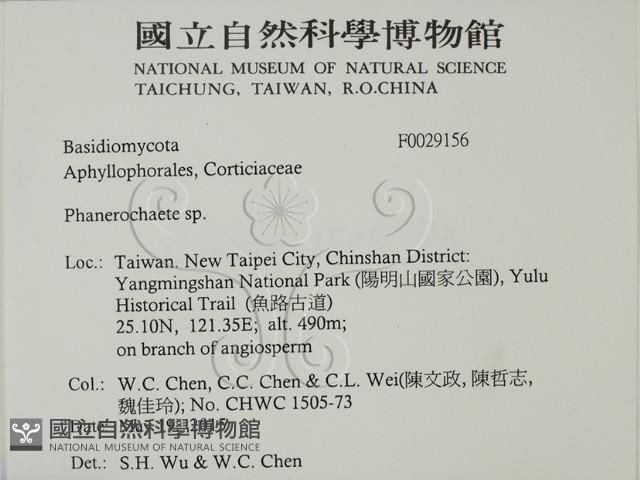 國立自然科學博物館
NATIONAL MUSEUM OF NATURAL SCIENCE
TAICHUNG, TAIWAN, R.O.CHINA
Basidiomycota F0029156
Aphyllophorales, Corticiaceae
Phanerochaete sp.
Loc.: Taiwan. New Taipei City, Chinshan District:
Yangmingshan National Park (陽明山國家公園), Yulu
Historical Trail (魚路古道)
25.10N, 121.35E; alt. 490m;
on branch of angiosperm
Col.: W.C. Chen, C.C. Chen & C.L. Wei(陳文政, 陳哲志,
魏佳玲); No. CHWC 1505-73
Date: May 19, 2015
國立自然科學博物館
NATIONAL MUSEUM OF NATURAL SCIENCE
Det.: S.H. Wu & W.C. Chen